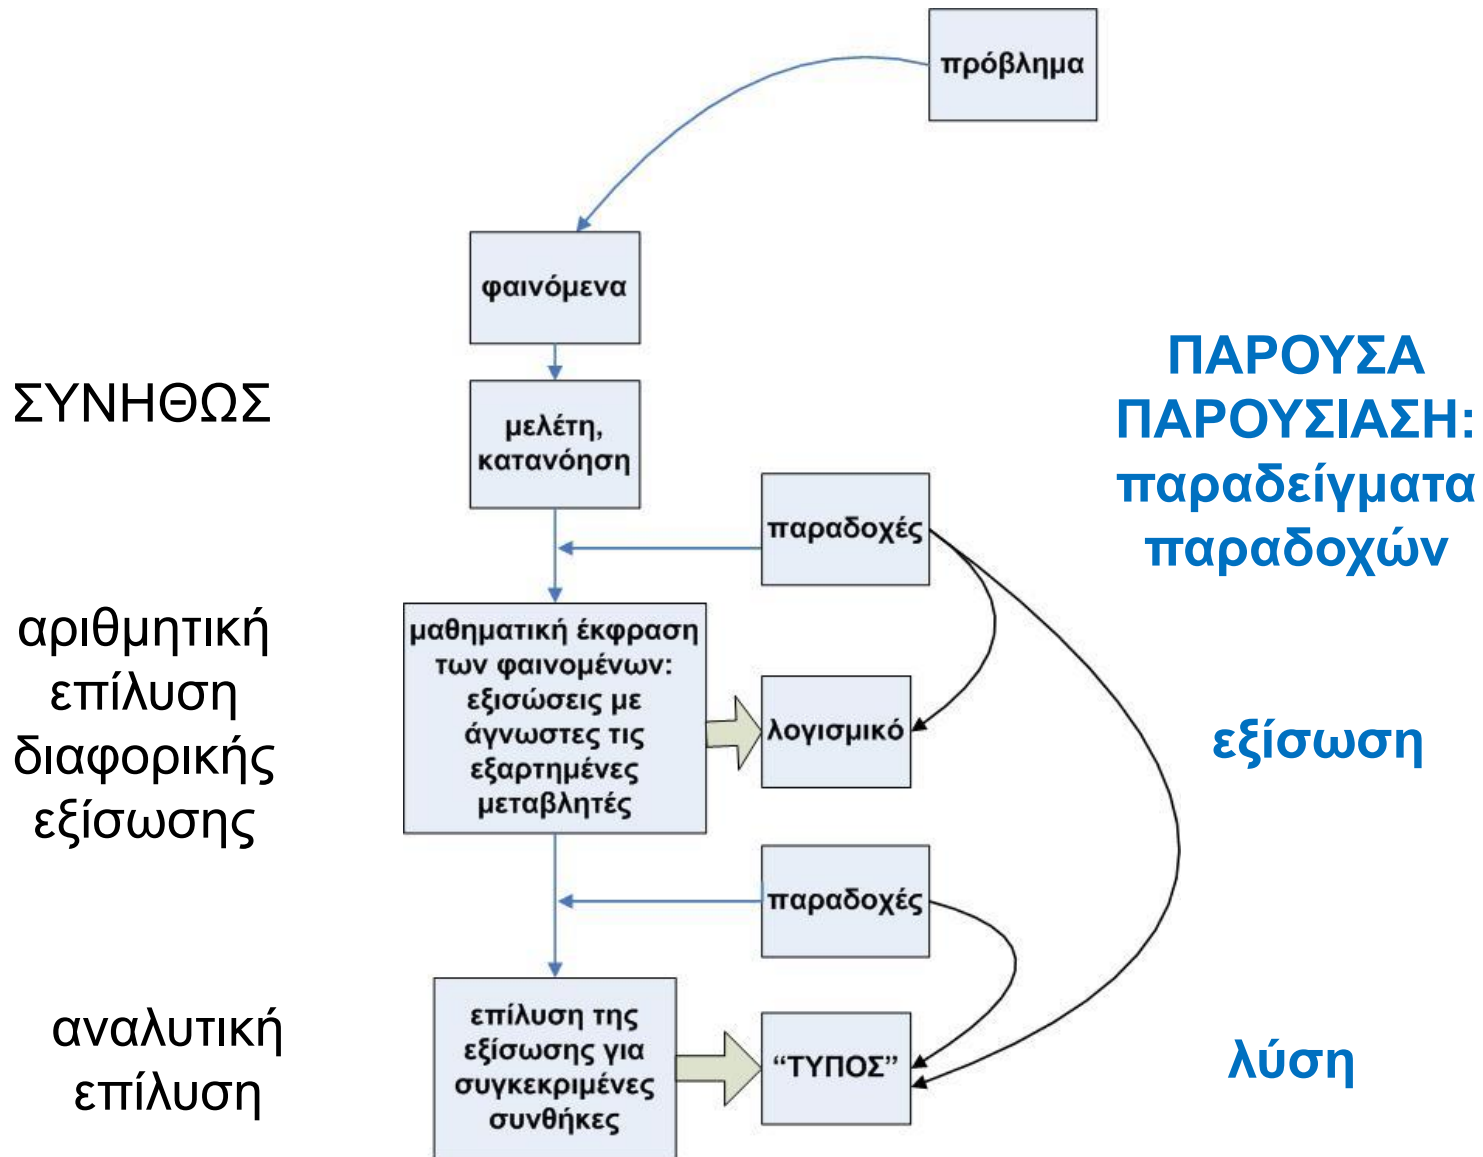 πρόβλημα
φαινόμενα
ΣΥΝΗΘΩΣ
μελέτη,
κατανόηση
ΠΑΡΟΥΣΑ
ΠΑΡΟΥΣΙΑΣΗ:
παραδείγματα
παραδοχών
παραδοχές
αριθμητική
επίλυση
διαφορικής
εξίσωσης
μαθηματική έκφραση
των φαινομένων:
εξισώσεις με
άγνωστες τις
εξαρτημένες
μεταβλητές
λογισμικό
εξίσωση
παραδοχές
αναλυτική
επίλυση
επίλυση της
εξίσωσης για
συγκεκριμένες
συνθήκες
“ΤΥΠΟΣ”
λύση